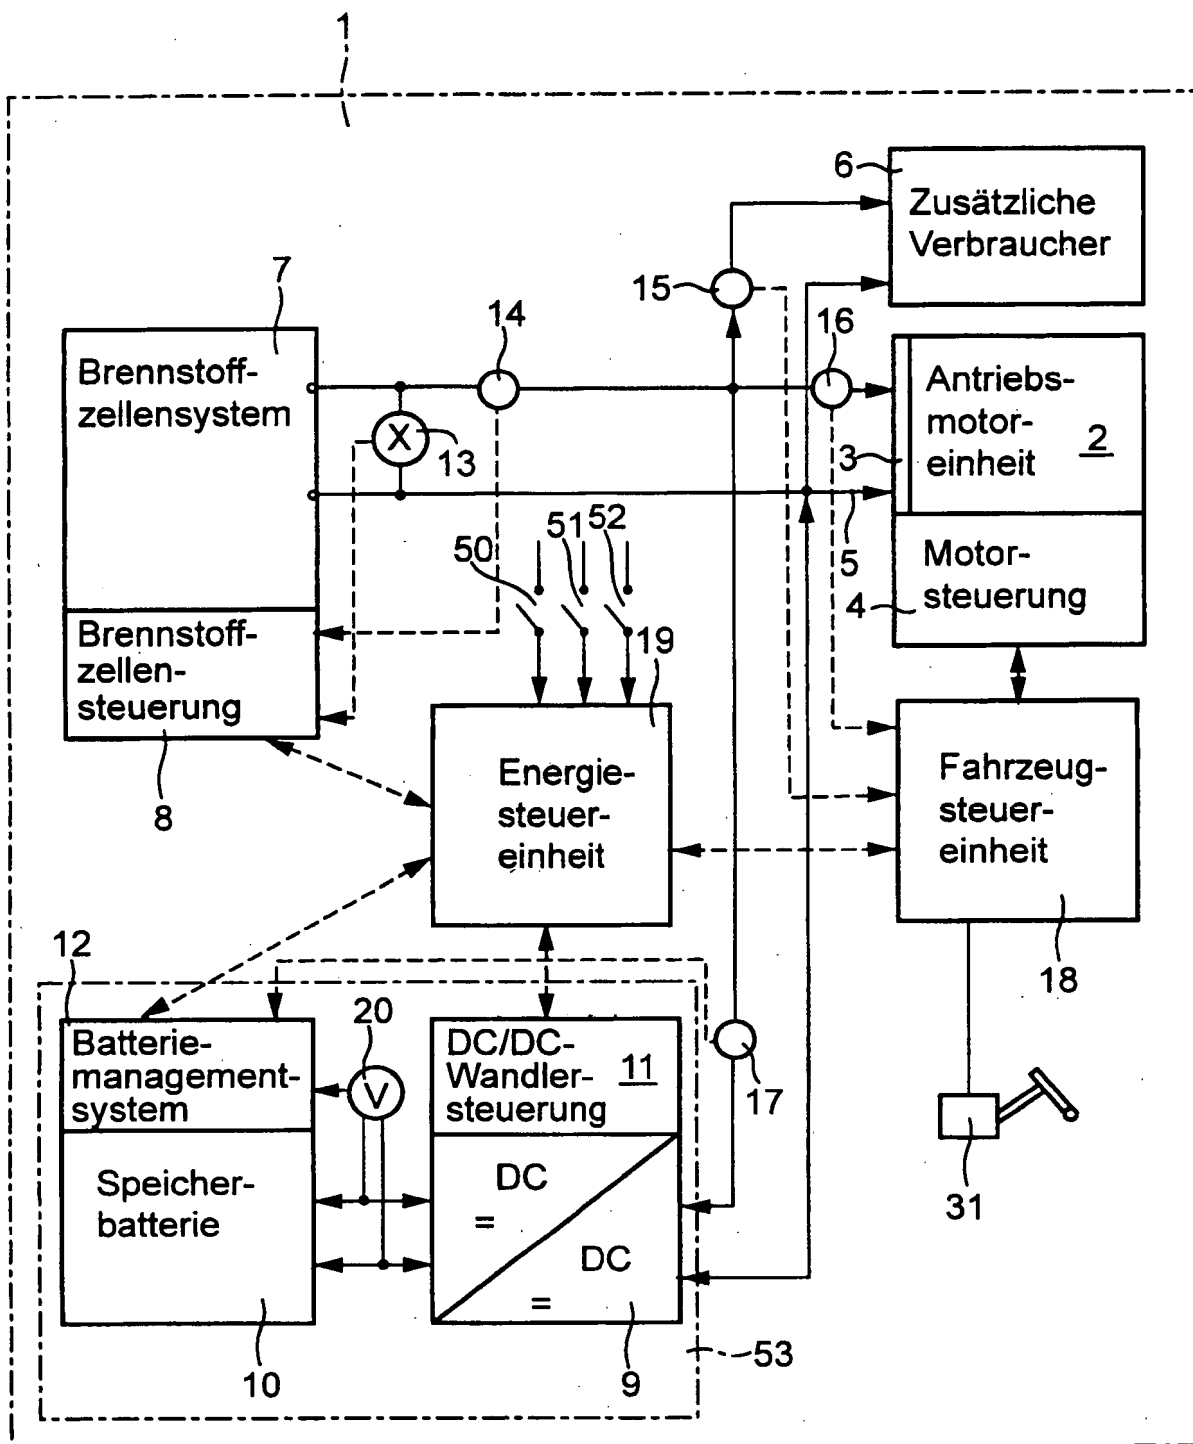 1
6
Zusätzliche
Verbraucher
7
14
15
16
Brennstoff-
zellensystem
X
13
Antriebs-
motor-
einheit
2
3
5
50
51
52
Motor-
steuerung
4
Brennstoff-
zellen-
steuerung
8
19
Energie-
steuer-
einheit
Fahrzeug-
steuer-
einheit
18
12
20
Batterie-
management-
system
V
DC/DC-
Wandler-
steuerung
11
17
Speicher-
batterie
DC
=
DC
=
31
10
9
53